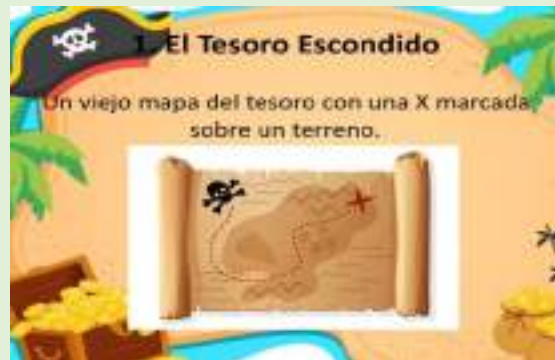 1. El Tesoro Escondido
Un viejo mapa del tesoro con una X marcada
sobre un terreno.